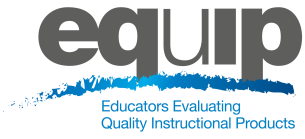 equip
Educators Evaluating
Quality Instructional Products